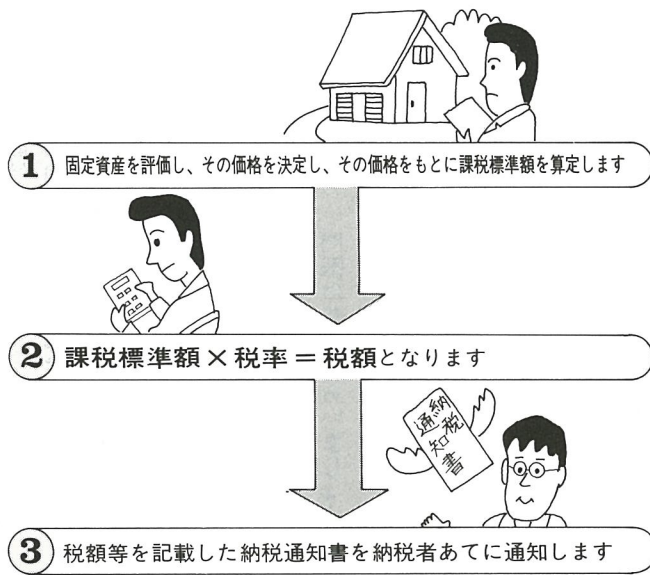 1 固定資産を評価し、その価格を決定し、その価格をもとに課税標準額を算定します
2 課税標準額×税率=税額となります
納税
通知書
3 税額等を記載した納税通知書を納税者あてに通知します